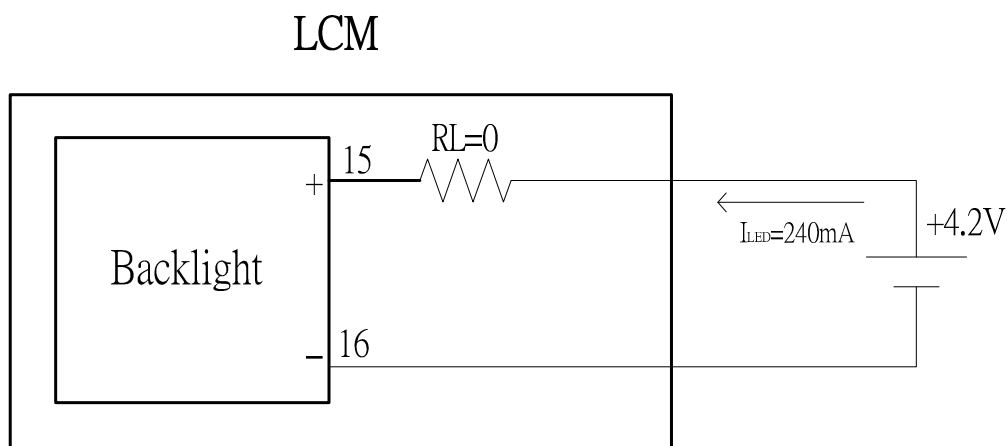 LCM
RL=0
15
+
+4.2V
ILED=240mA
Backlight
16
−